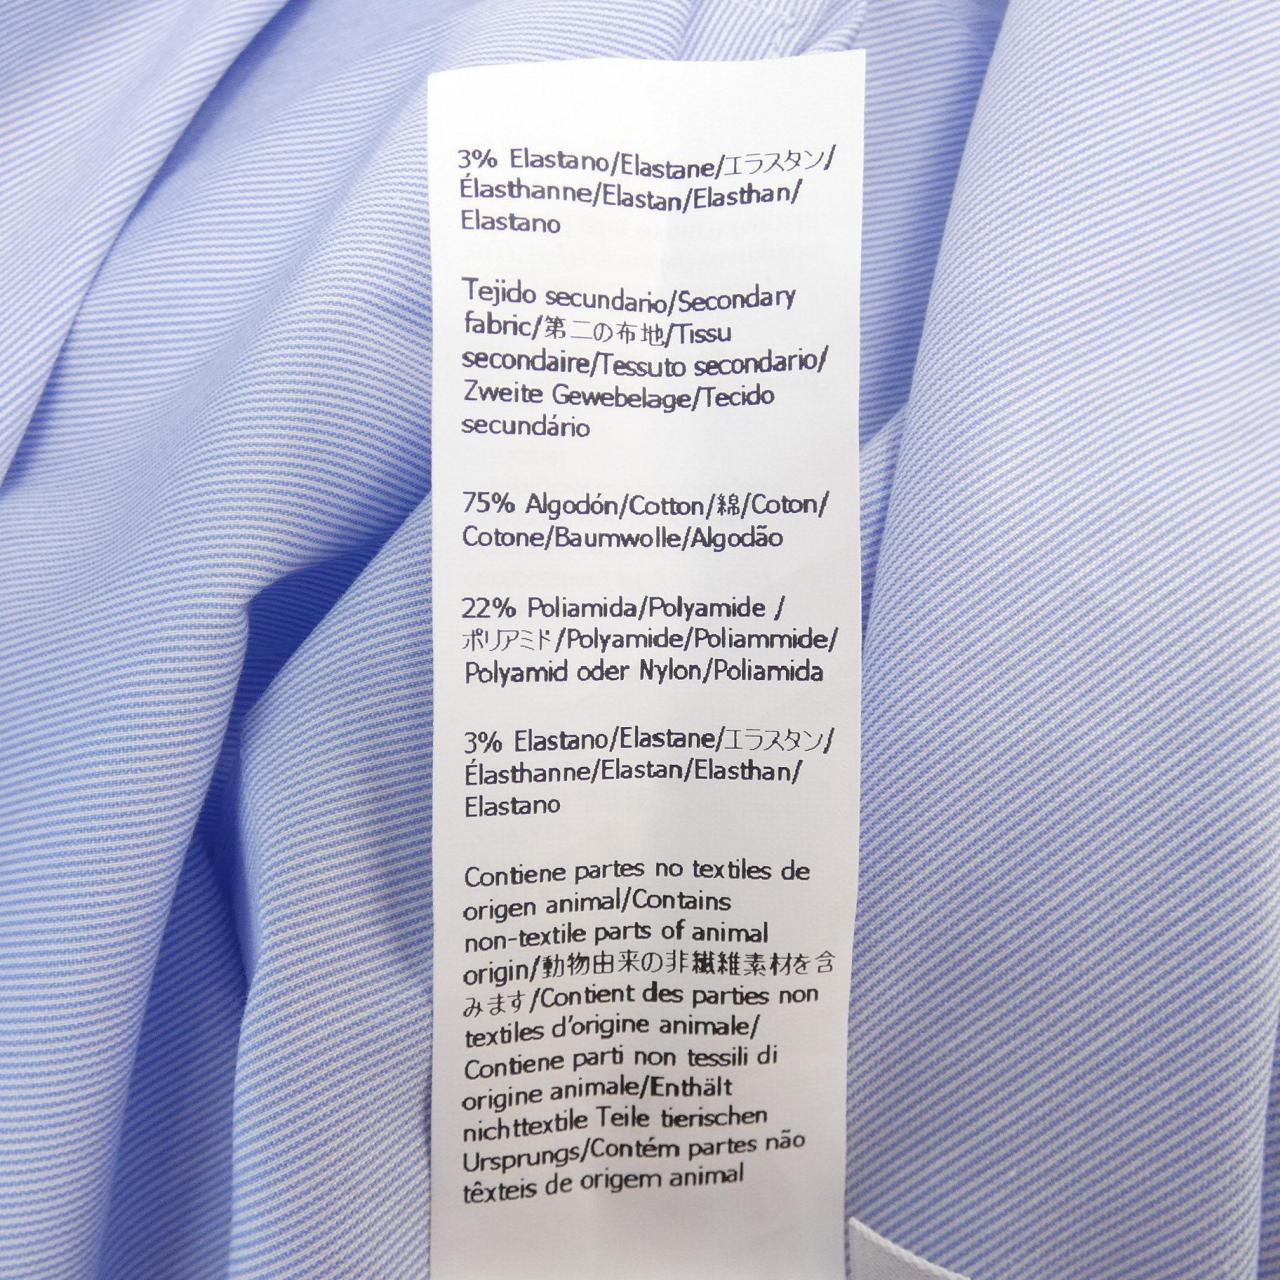 3% Elastano/Elastane/エラスタン/
Élasthanne/Elastan/Elasthan/
Elastano
Tejido secundario/Secondary
fabric/第二の布地/Tissu
secondaire/Tessuto secondario/
Zweite Gewebelage/Tecido
secundário
75% Algodón/Cotton/綿/Coton/
Cotone/Baumwolle/Algodão
22% Poliamida/Polyamide /
ポリアミド/Polyamide/Poliammide/
Polyamid oder Nylon/Poliamida
3% Elastano/Elastane/エラスタン/
Élasthanne/Elastan/Elasthan/
Elastano
Contiene partes no textiles de
origen animal/Contains
non-textile parts of animal
origin/動物由来の非繊維素材を含
みます/Contient des parties non
textiles d'origine animale/
Contiene parti non tessili di
origine animale/Enthält
nichttextile Teile tierischen
Ursprungs/Contém partes não
têxteis de origem animal